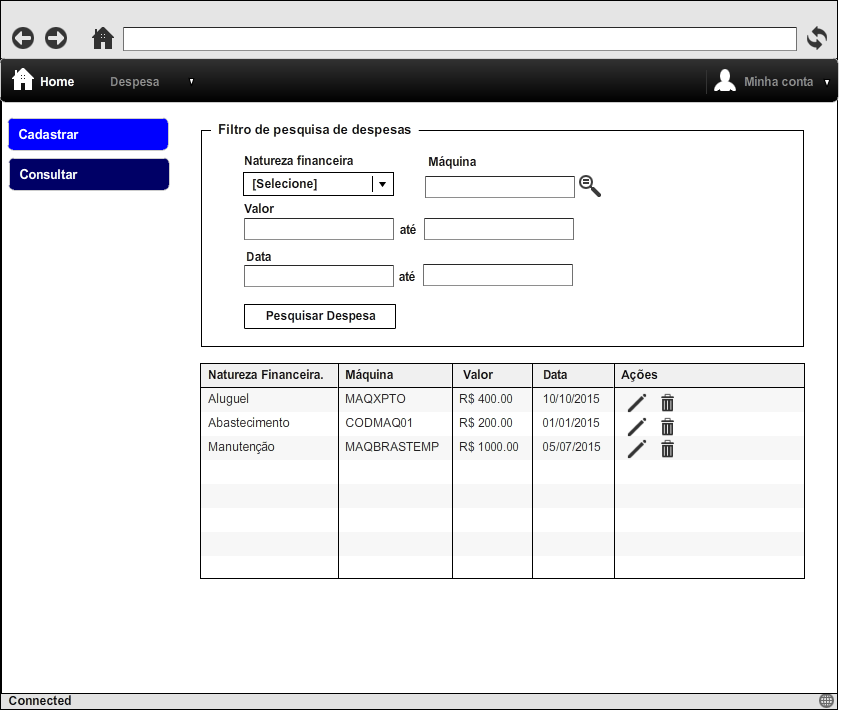 Home Despesa Minha conta
Cadastrar
Consultar
Filtro de pesquisa de despesas
Natureza financeira Máquina
[Selecione]
Valor
até
Data
até
Pesquisar Despesa
Natureza Financeira. Máquina Valor Data Ações
Aluguel MAQXPTO R$ 400.00 10/10/2015
Abastecimento CODMAQ01 R$ 200.00 01/01/2015
Manutenção MAQBRASTEMP R$ 1000.00 05/07/2015
Connected